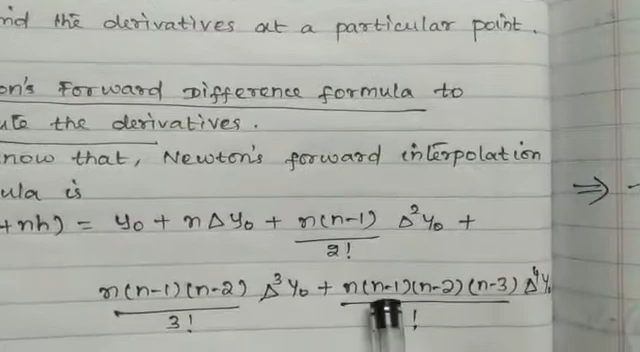 nd the derivatives at a particular point.
on's Forward Difference formula to
ute the derivatives.
now that, Newton's forward interpolation
ula is
+nh) = y₀ + nΔy₀ + n(n-1)/2! Δ²y₀ +
n(n-1)(n-2)/3! Δ³y₀ + n(n-1)(n-2)(n-3)/ ! Δ⁴y₀